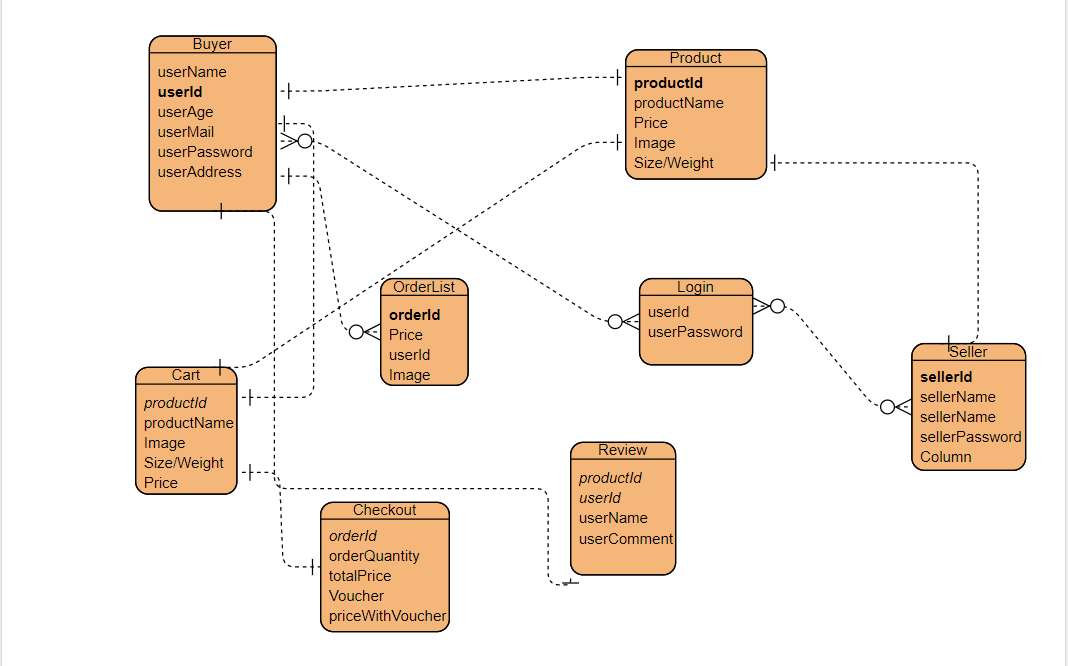 Buyer
userName
userId
userAge
userMail
userPassword
userAddress
Product
productId
productName
Price
Image
Size/Weight
OrderList
orderId
Price
userId
Image
Login
userId
userPassword
Seller
sellerId
sellerName
sellerName
sellerPassword
Column
Cart
productId
productName
Image
Size/Weight
Price
Review
productId
userId
userName
userComment
Checkout
orderId
orderQuantity
totalPrice
Voucher
priceWithVoucher